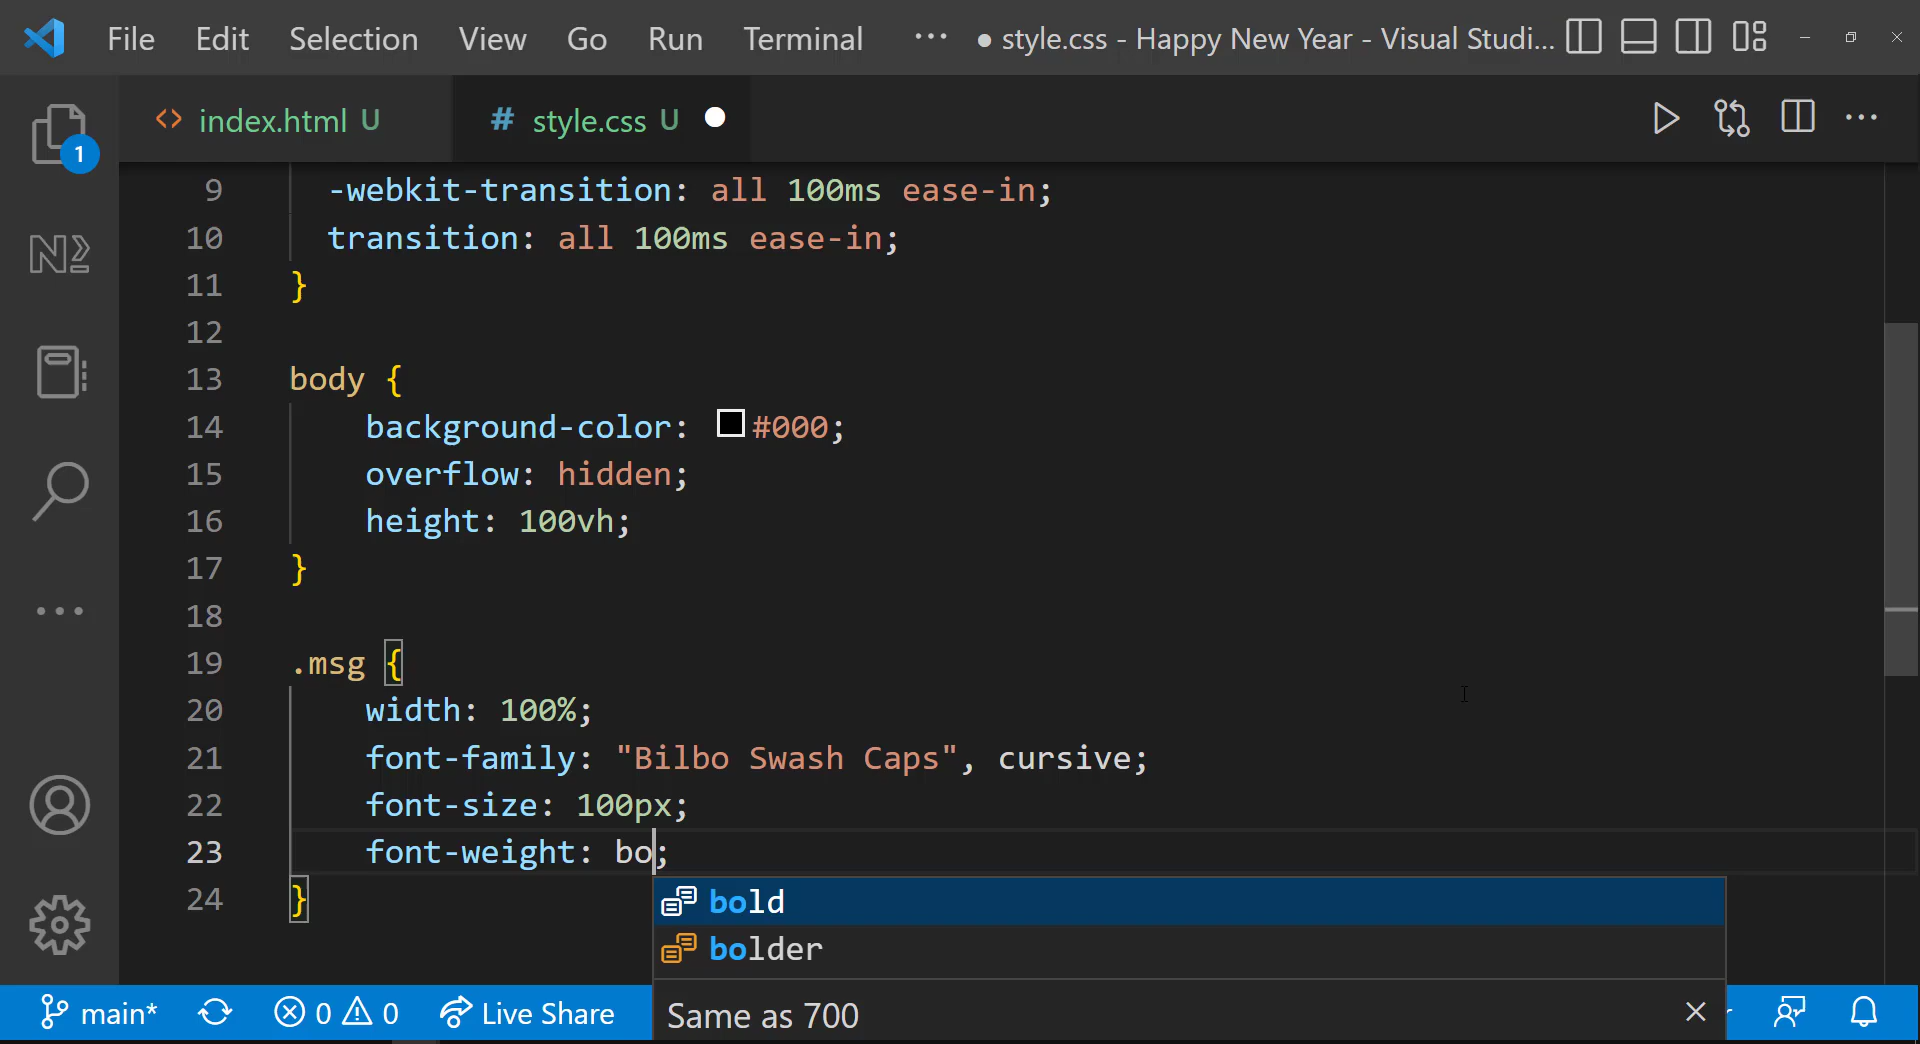 File Edit Selection View Go Run Terminal ··· ● style.css - Happy New Year - Visual Studi...
<> index.html U # style.css U
1
9 -webkit-transition: all 100ms ease-in;
10 transition: all 100ms ease-in;
11 }
12
13 body {
14 background-color: #000;
15 overflow: hidden;
16 height: 100vh;
17 }
18
19 .msg {
20 width: 100%;
21 font-family: "Bilbo Swash Caps", cursive;
22 font-size: 100px;
23 font-weight: bo;
24 }
bold
bolder
Same as 700
main* 0 0 Live Share